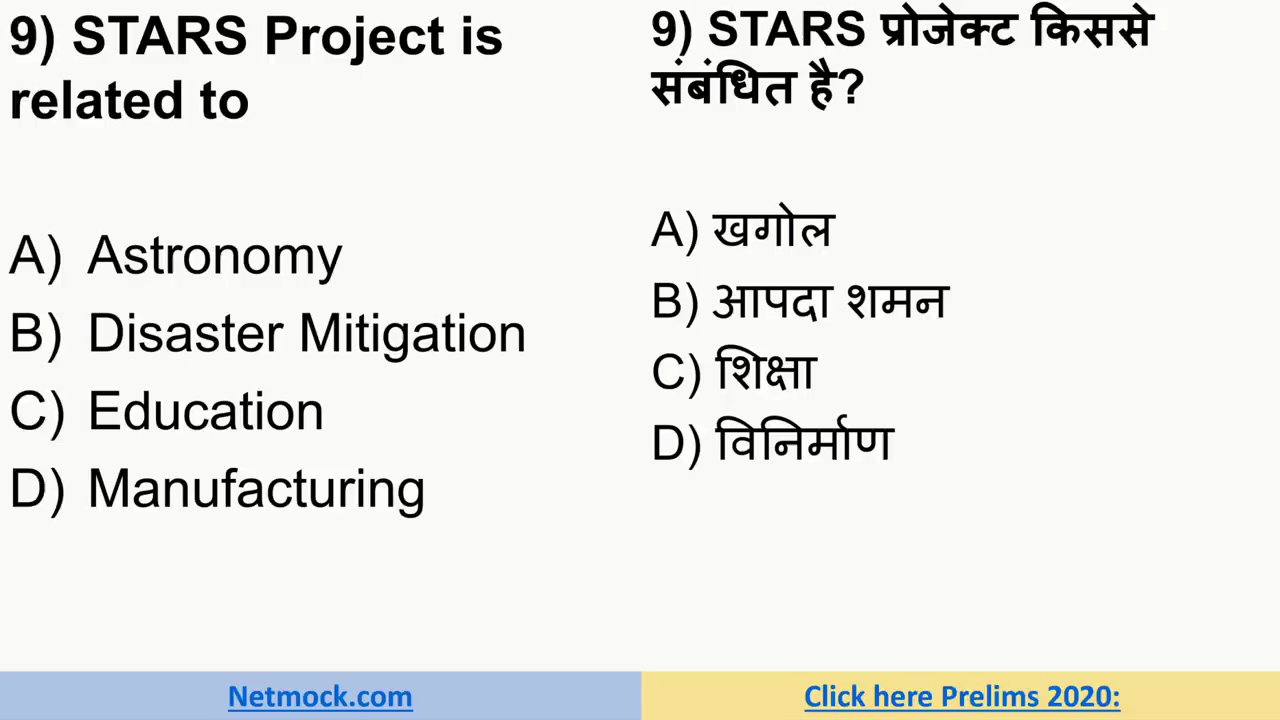 9) STARS Project is
related to
A) Astronomy
B) Disaster Mitigation
C) Education
D) Manufacturing
9) STARS प्रोजेक्ट किससे
संबंधित है?
A) खगोल
B) आपदा शमन
C) शिक्षा
D) विनिर्माण
Netmock.com
Click here Prelims 2020: